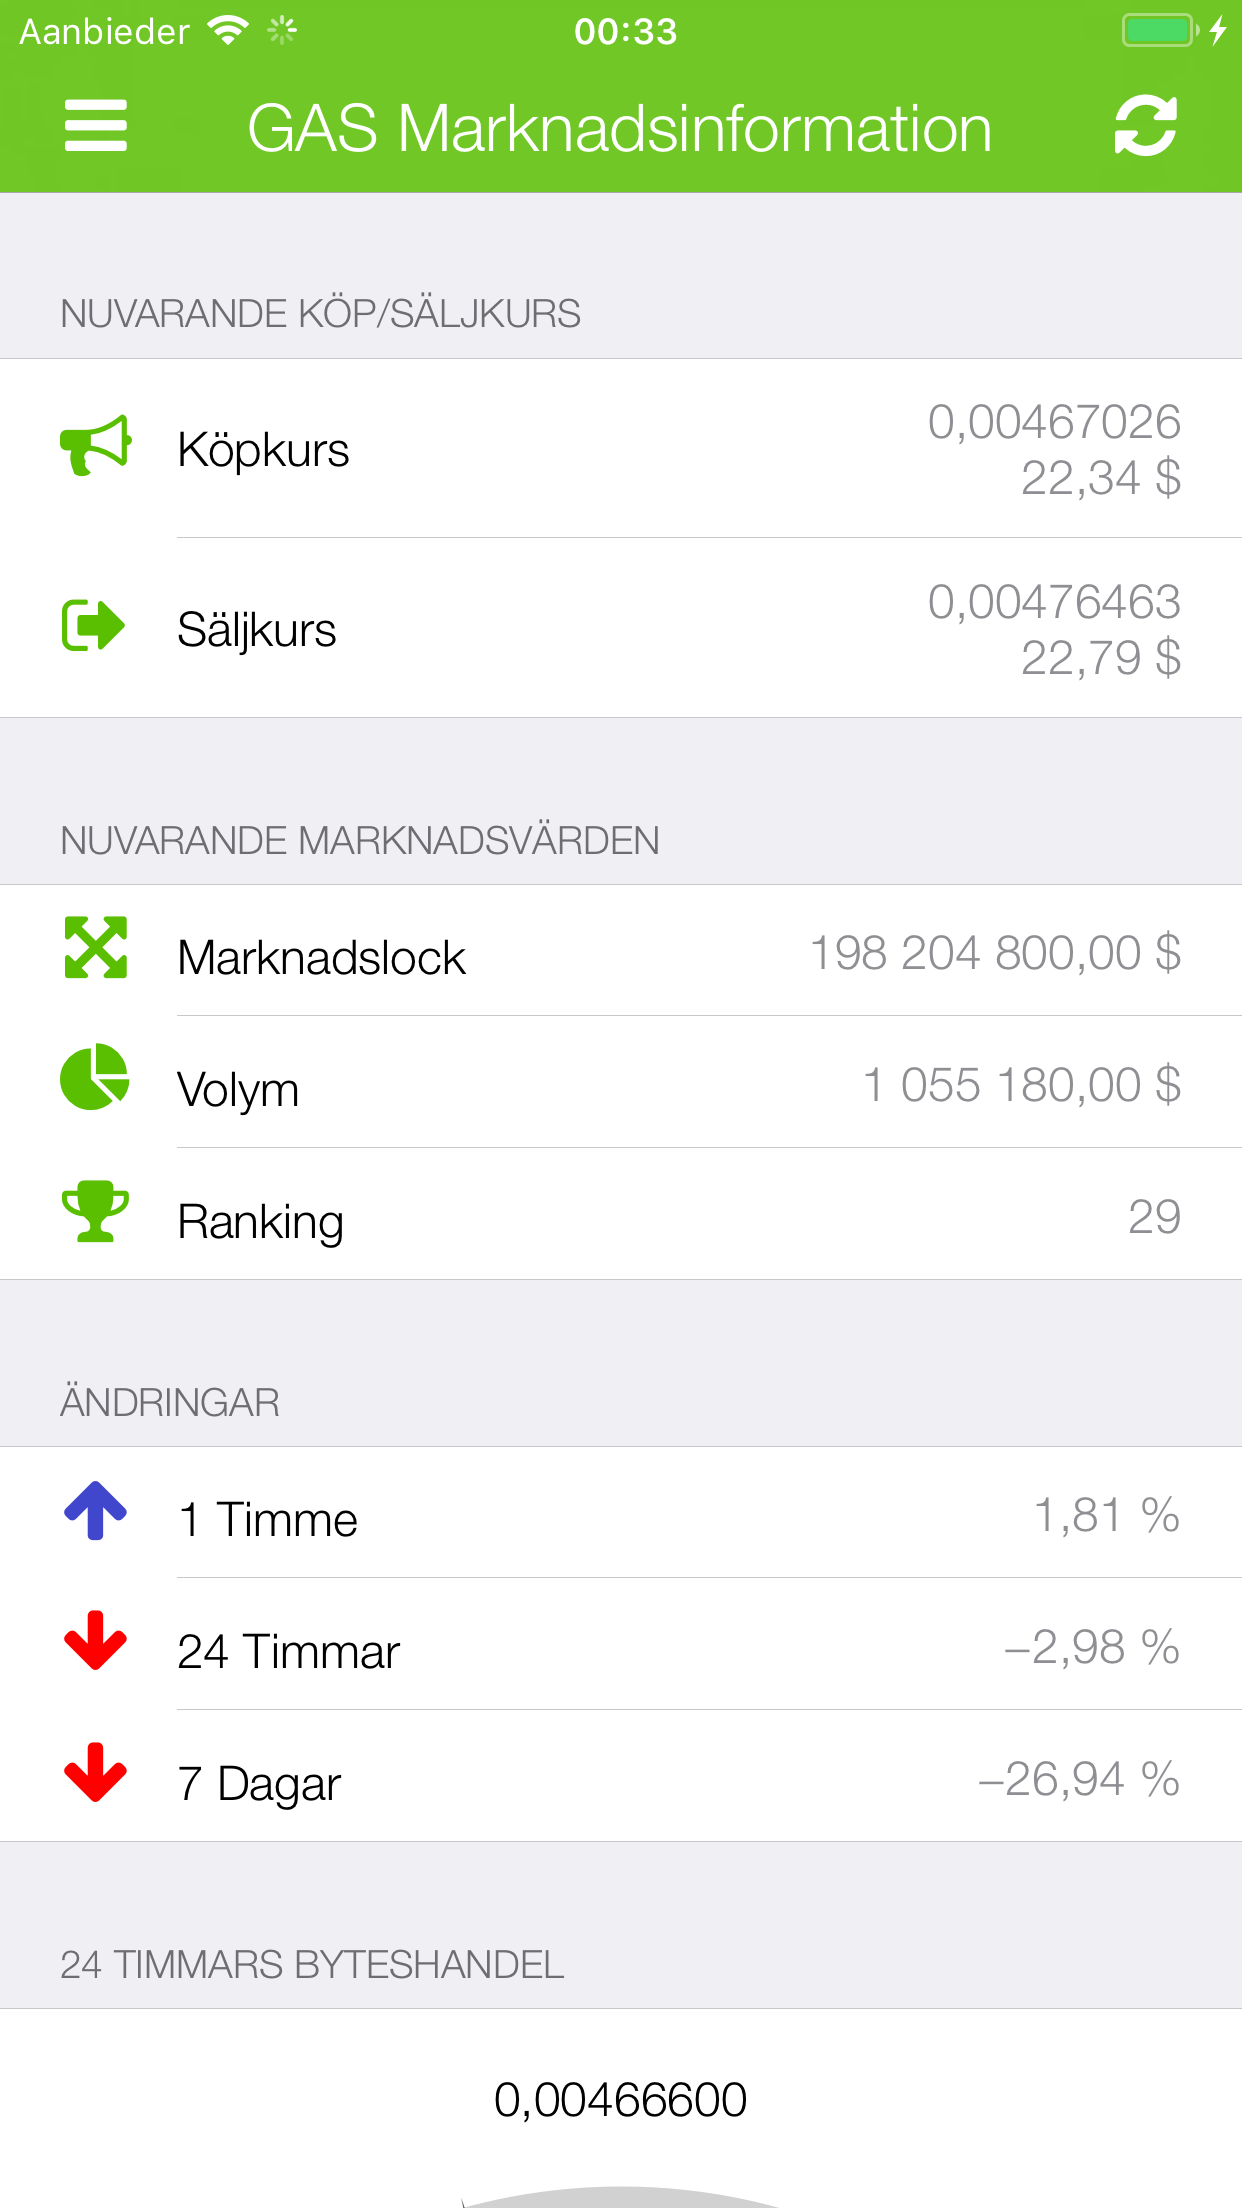 Aanbieder
00:33
GAS Marknadsinformation
NUVARANDE KÖP/SÄLJKURS
Köpkurs
0,00467026
22,34 $
Säljkurs
0,00476463
22,79 $
NUVARANDE MARKNADSVÄRDEN
Marknadslock
198 204 800,00 $
Volym
1 055 180,00 $
Ranking
29
ÄNDRINGAR
1 Timme
1,81 %
24 Timmar
−2,98 %
7 Dagar
−26,94 %
24 TIMMARS BYTESHANDEL
0,00466600